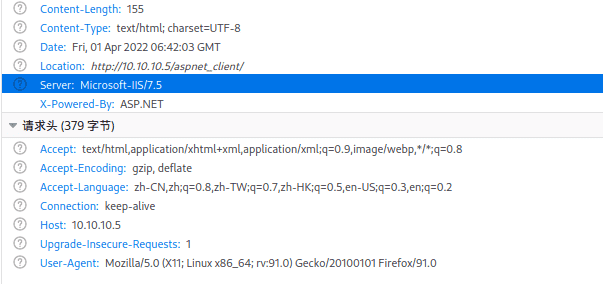 Content-Length: 155
Content-Type: text/html; charset=UTF-8
Date: Fri, 01 Apr 2022 06:42:03 GMT
Location: http://10.10.10.5/aspnet_client/
Server: Microsoft-IIS/7.5
X-Powered-By: ASP.NET
请求头 (379 字节)
Accept: text/html,application/xhtml+xml,application/xml;q=0.9,image/webp,*/*;q=0.8
Accept-Encoding: gzip, deflate
Accept-Language: zh-CN,zh;q=0.8,zh-TW;q=0.7,zh-HK;q=0.5,en-US;q=0.3,en;q=0.2
Connection: keep-alive
Host: 10.10.10.5
Upgrade-Insecure-Requests: 1
User-Agent: Mozilla/5.0 (X11; Linux x86_64; rv:91.0) Gecko/20100101 Firefox/91.0